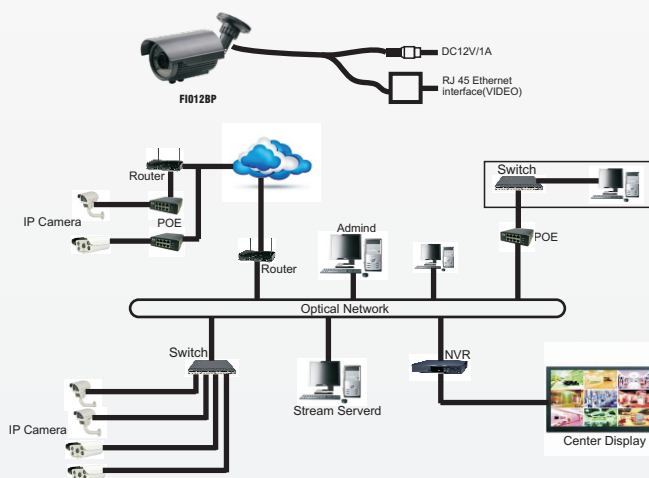 DC12V/1A
RJ 45 Ethernet
interface(VIDEO)
FI012BP
Router
Switch
IP Camera
POE
POE
Admind
Router
Optical Network
Switch
NVR
Stream Serverd
IP Camera
Center Display